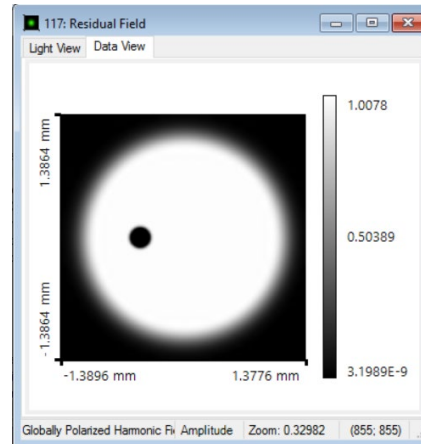 117: Residual Field
Light View Data View
1.0078
1.3864 mm
0.50389
-1.3864 mm
3.1989E-9
-1.3896 mm 1.3776 mm
Globally Polarized Harmonic Fi Amplitude Zoom: 0.32982 (855; 855)